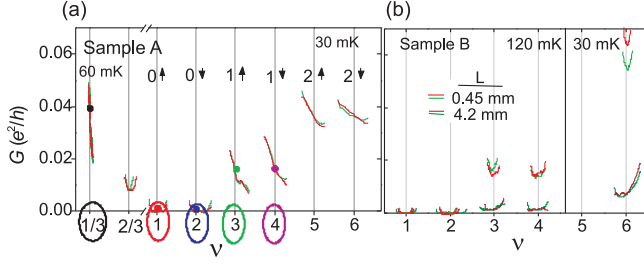 (a)
Sample A
60 mK
30 mK
0↑ 0↓ 1↑ 1↓ 2↑ 2↓
G (e²/h)
0.06
0.04
0.02
0.00
1/3 2/3 1 2 3 4 5 6
ν
(b)
Sample B 120 mK 30 mK
L
0.45 mm
4.2 mm
1 2 3 4 5 6
ν